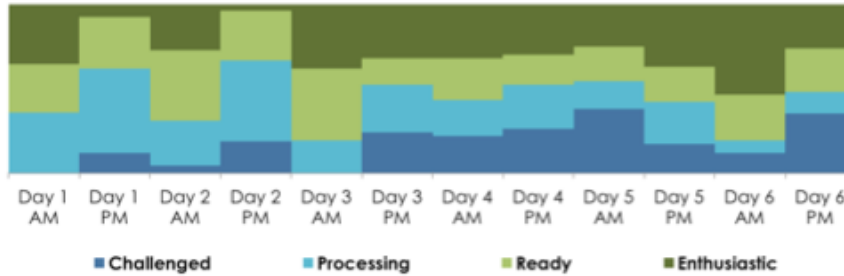 Day 1 Day 1 Day 2 Day 2 Day 3 Day 3 Day 4 Day 4 Day 5 Day 5 Day 6 Day 6
AM PM AM PM AM PM AM PM AM PM AM PM
Challenged Processing Ready Enthusiastic